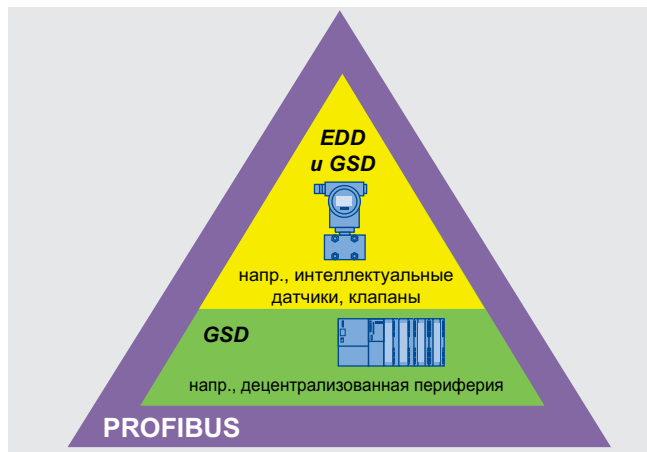 EDD
и GSD
напр., интеллектуальные
датчики, клапаны
GSD
напр., децентрализованная периферия
PROFIBUS